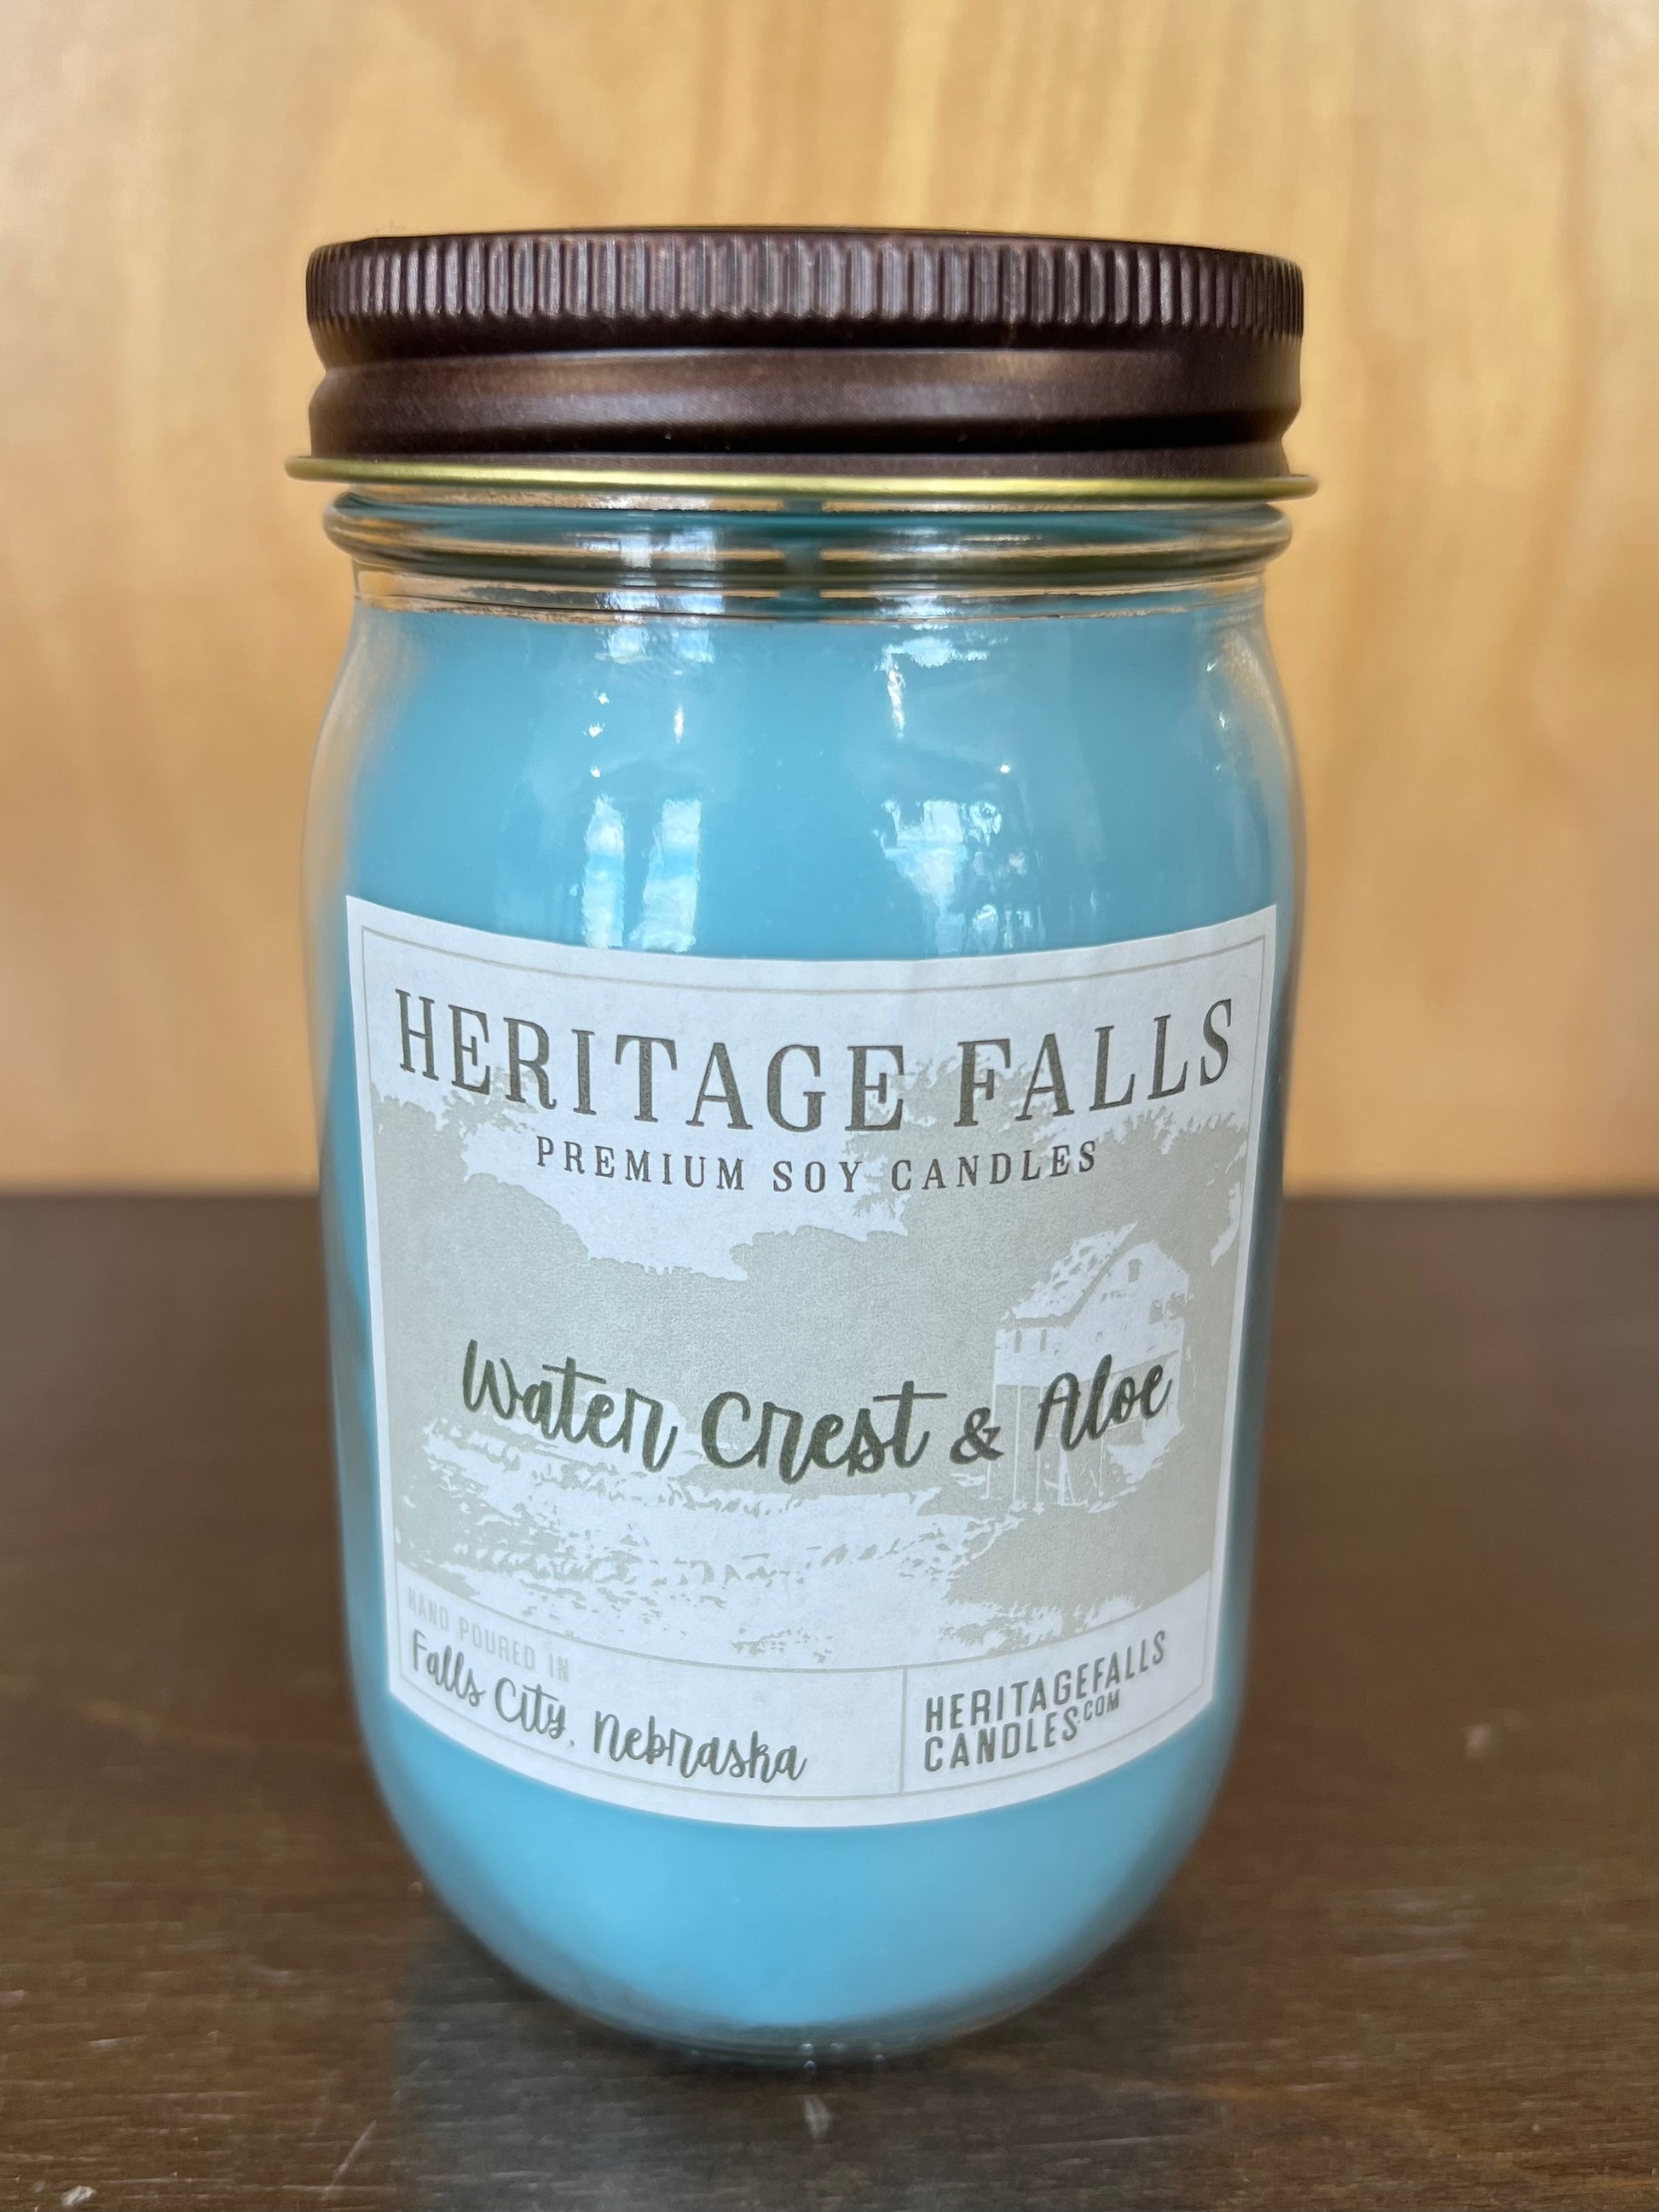 HERITAGE FALLS
PREMIUM SOY CANDLES
Water Crest & Aloe
HAND POURED IN
Falls City, Nebraska
HERITAGEFALLS
CANDLES.COM